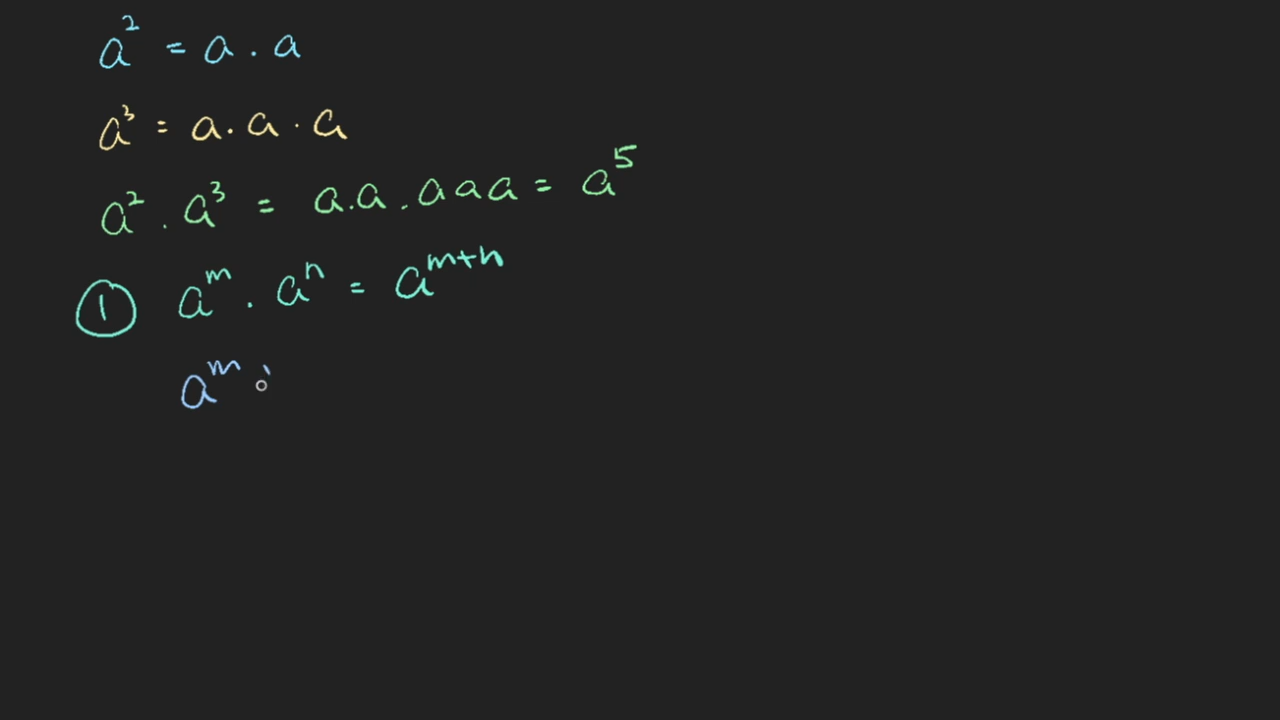 a² = a . a
a³ = a . a . a
a² . a³ = a.a . a a a = a⁵
① aᵐ . aⁿ = aᵐ⁺ⁿ
aᵐ